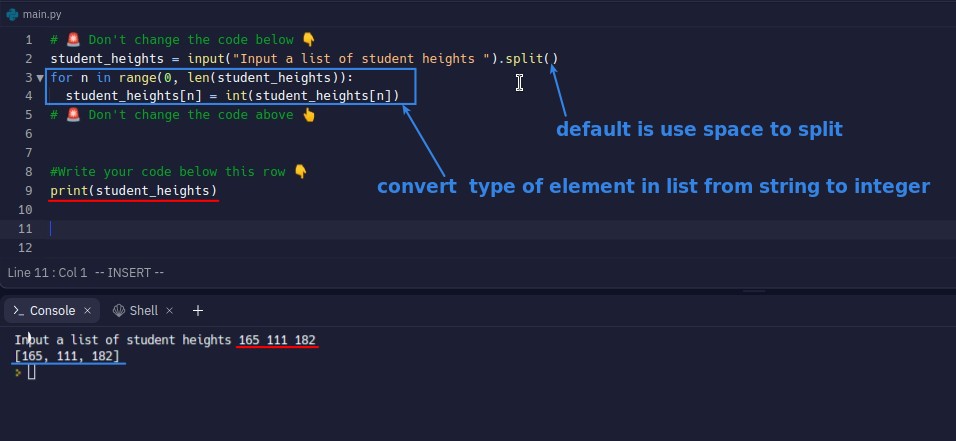 main.py
1 # 🚨 Don't change the code below 👇
2 student_heights = input("Input a list of student heights ").split()
3 for n in range(0, len(student_heights)):
4   student_heights[n] = int(student_heights[n])
5 # 🚨 Don't change the code above 👆
6
default is use space to split
7
8 #Write your code below this row 👇
9 print(student_heights)
convert type of element in list from string to integer
10
11
12
Line 11 : Col 1 -- INSERT --
Console × Shell × +
Input a list of student heights 165 111 182
[165, 111, 182]